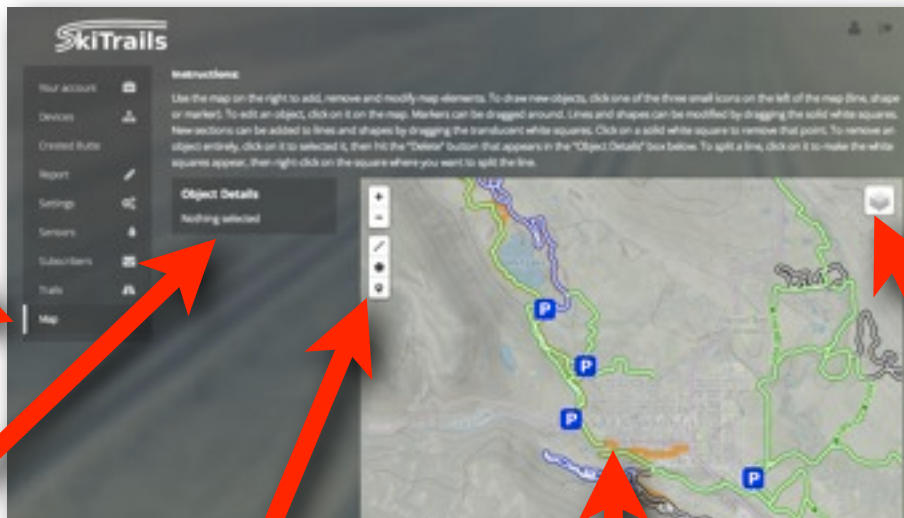 SkiTrails
Your account
Devices
Crested Butte
Report
Settings
Sensors
Subscribers
Trails
Map
Instructions:
Use the map on the right to add, remove and modify map elements. To draw new objects, click one of the three small icons on the left of the map (line, shape
or marker). To edit an object, click on it on the map. Markers can be dragged around. Lines and shapes can be modified by dragging the solid white squares.
New sections can be added to lines and shapes by dragging the translucent white squares. Click on a solid white square to remove that point. To remove an
object entirely, click on it to selected it, then hit the "Delete" button that appears in the "Object Details" box below. To split a line, click on it to make the white
squares appear, then right-click on the square where you want to split the line.
Object Details
Nothing selected
+
-
P
P
P
P